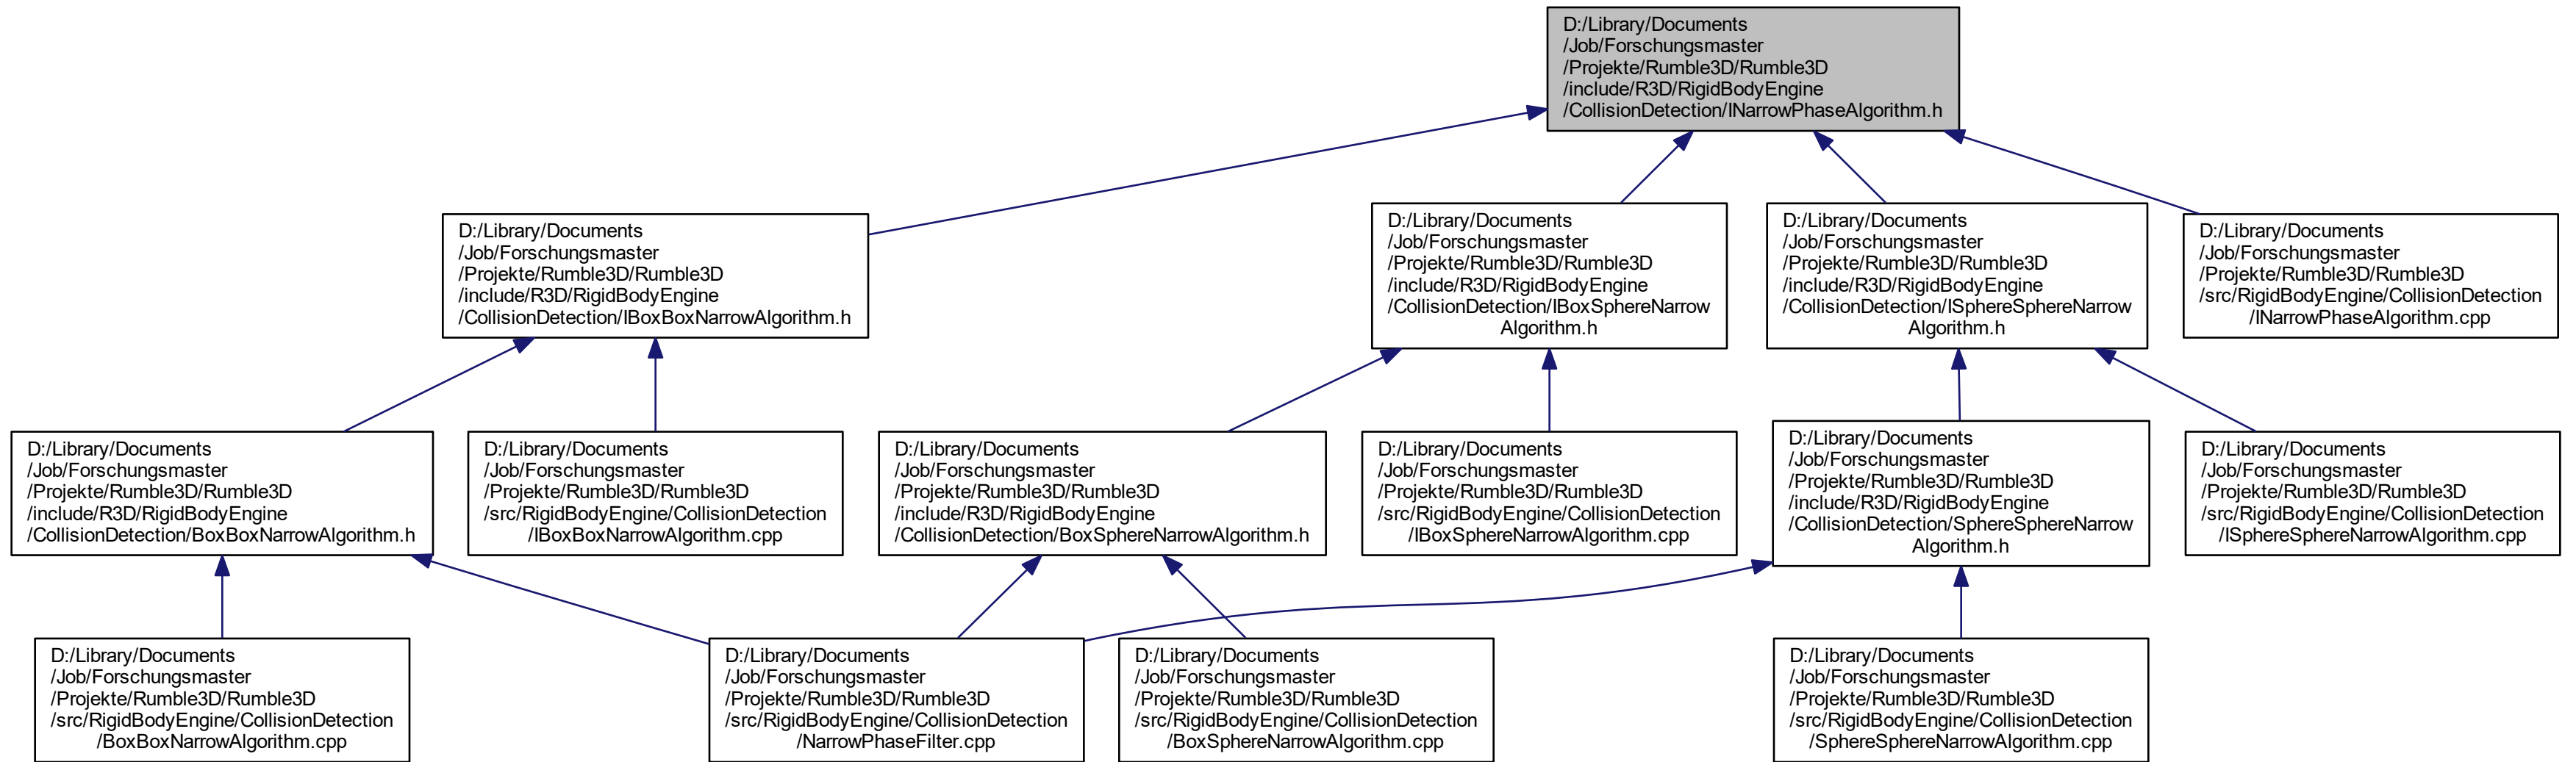 D:/Library/Documents
/Job/Forschungsmaster
/Projekte/Rumble3D/Rumble3D
/include/R3D/RigidBodyEngine
/CollisionDetection/INarrowPhaseAlgorithm.h
D:/Library/Documents
/Job/Forschungsmaster
/Projekte/Rumble3D/Rumble3D
/include/R3D/RigidBodyEngine
/CollisionDetection/IBoxBoxNarrowAlgorithm.h
D:/Library/Documents
/Job/Forschungsmaster
/Projekte/Rumble3D/Rumble3D
/include/R3D/RigidBodyEngine
/CollisionDetection/IBoxSphereNarrow
Algorithm.h
D:/Library/Documents
/Job/Forschungsmaster
/Projekte/Rumble3D/Rumble3D
/include/R3D/RigidBodyEngine
/CollisionDetection/ISphereSphereNarrow
Algorithm.h
D:/Library/Documents
/Job/Forschungsmaster
/Projekte/Rumble3D/Rumble3D
/src/RigidBodyEngine/CollisionDetection
/INarrowPhaseAlgorithm.cpp
D:/Library/Documents
/Job/Forschungsmaster
/Projekte/Rumble3D/Rumble3D
/include/R3D/RigidBodyEngine
/CollisionDetection/BoxBoxNarrowAlgorithm.h
D:/Library/Documents
/Job/Forschungsmaster
/Projekte/Rumble3D/Rumble3D
/src/RigidBodyEngine/CollisionDetection
/IBoxBoxNarrowAlgorithm.cpp
D:/Library/Documents
/Job/Forschungsmaster
/Projekte/Rumble3D/Rumble3D
/include/R3D/RigidBodyEngine
/CollisionDetection/BoxSphereNarrowAlgorithm.h
D:/Library/Documents
/Job/Forschungsmaster
/Projekte/Rumble3D/Rumble3D
/src/RigidBodyEngine/CollisionDetection
/IBoxSphereNarrowAlgorithm.cpp
D:/Library/Documents
/Job/Forschungsmaster
/Projekte/Rumble3D/Rumble3D
/include/R3D/RigidBodyEngine
/CollisionDetection/SphereSphereNarrow
Algorithm.h
D:/Library/Documents
/Job/Forschungsmaster
/Projekte/Rumble3D/Rumble3D
/src/RigidBodyEngine/CollisionDetection
/ISphereSphereNarrowAlgorithm.cpp
D:/Library/Documents
/Job/Forschungsmaster
/Projekte/Rumble3D/Rumble3D
/src/RigidBodyEngine/CollisionDetection
/BoxBoxNarrowAlgorithm.cpp
D:/Library/Documents
/Job/Forschungsmaster
/Projekte/Rumble3D/Rumble3D
/src/RigidBodyEngine/CollisionDetection
/NarrowPhaseFilter.cpp
D:/Library/Documents
/Job/Forschungsmaster
/Projekte/Rumble3D/Rumble3D
/src/RigidBodyEngine/CollisionDetection
/BoxSphereNarrowAlgorithm.cpp
D:/Library/Documents
/Job/Forschungsmaster
/Projekte/Rumble3D/Rumble3D
/src/RigidBodyEngine/CollisionDetection
/SphereSphereNarrowAlgorithm.cpp